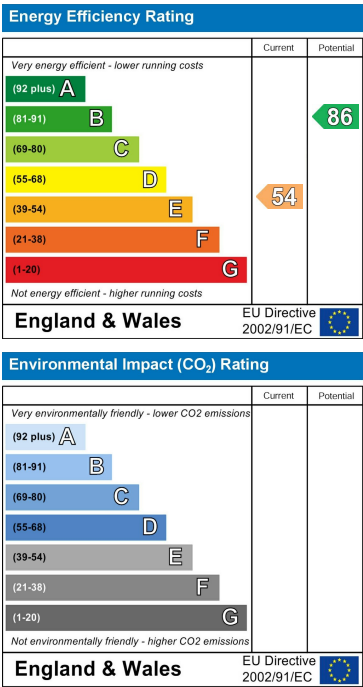 Energy Efficiency Rating
Current Potential
Very energy efficient - lower running costs
(92 plus) A
(81-91) B
86
(69-80) C
(55-68) D
(39-54) E
54
(21-38) F
(1-20) G
Not energy efficient - higher running costs
England & Wales
EU Directive
2002/91/EC
Environmental Impact (CO2) Rating
Current Potential
Very environmentally friendly - lower CO2 emissions
(92 plus) A
(81-91) B
(69-80) C
(55-68) D
(39-54) E
(21-38) F
(1-20) G
Not environmentally friendly - higher CO2 emissions
England & Wales
EU Directive
2002/91/EC